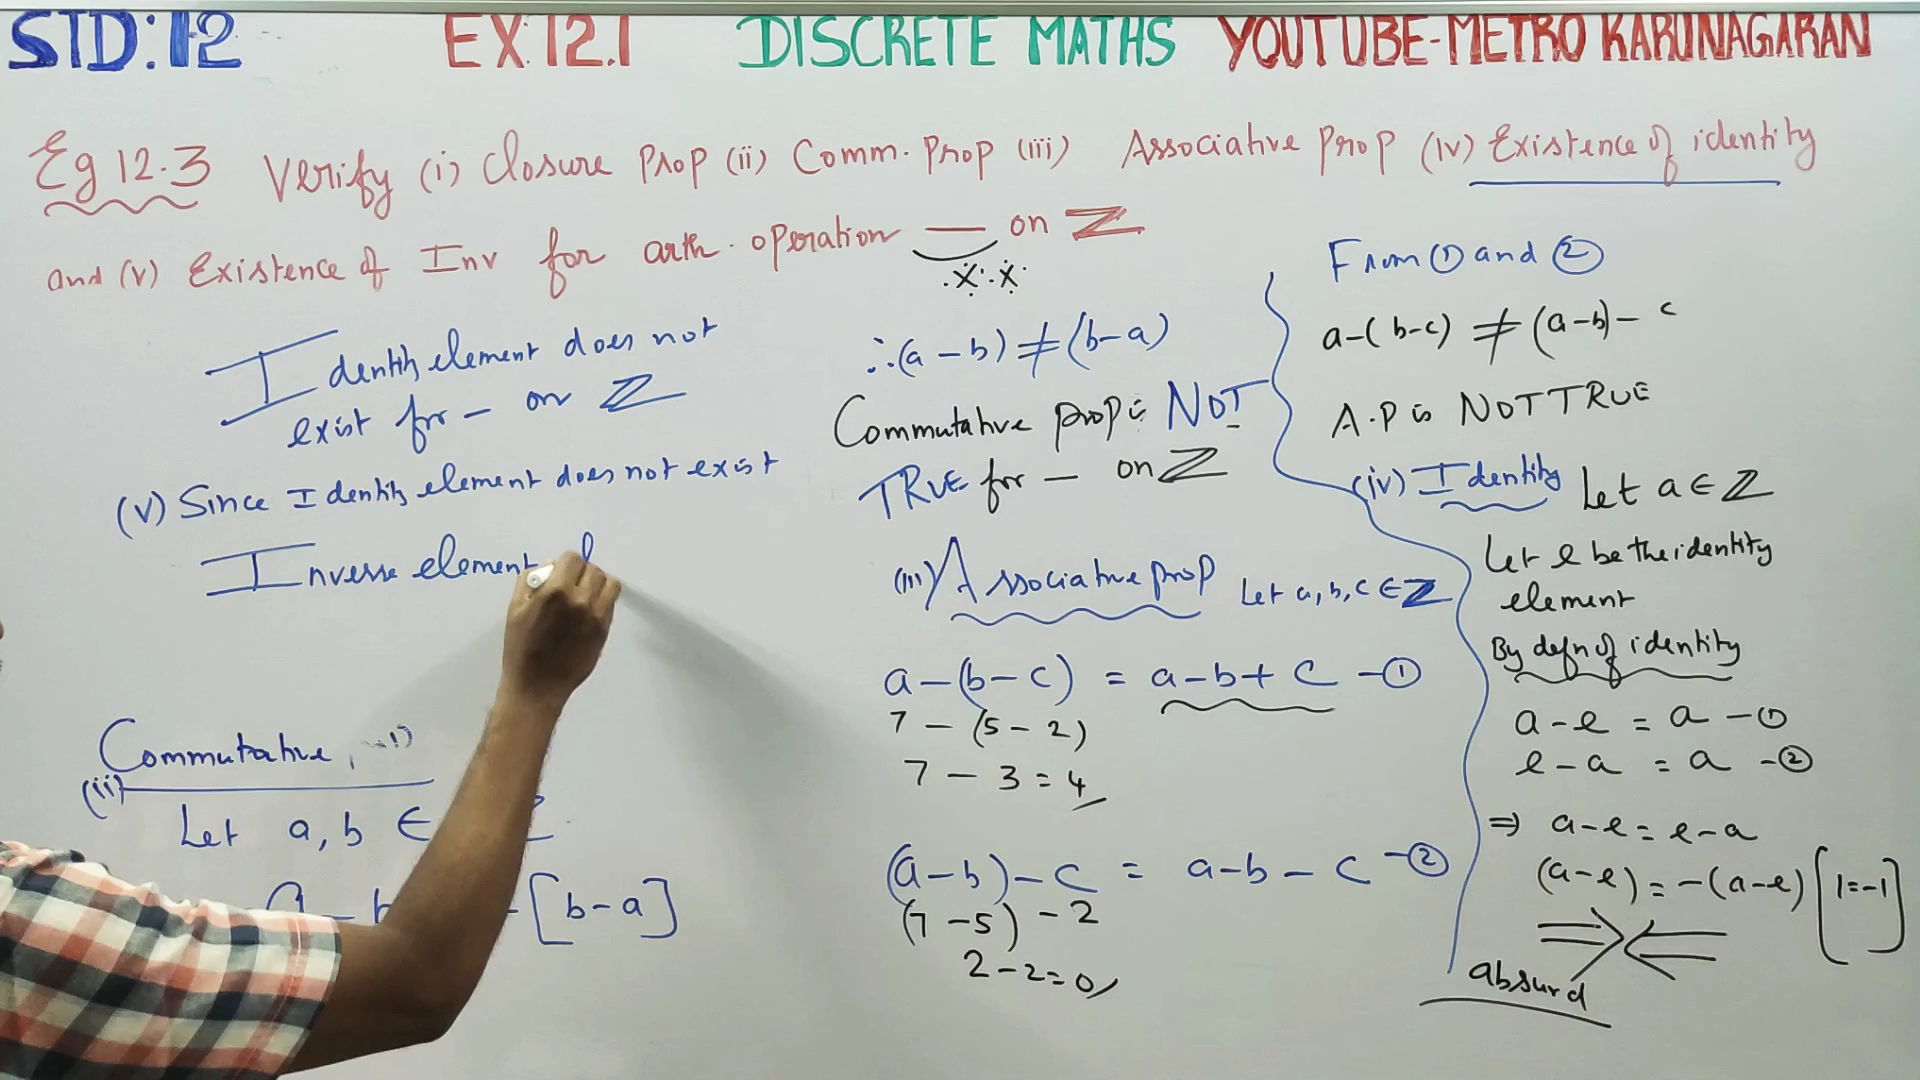 STD:12 EX:12.1 DISCRETE MATHS YOUTUBE-METRO KARUNAGARAN
Eg 12.3 Verify (i) Closure Prop (ii) Comm. Prop (iii) Associative Prop (iv) Existence of identity
and (v) Existence of Inv for arth. operation — on ℤ
Identity element does not
exist for — on ℤ
(v) Since Identity element does not exist
Inverse element
Commutative
(ii)
Let a, b ∈
[b-a]
∴(a-b) ≠ (b-a)
Commutative prop is NOT
TRUE for — on ℤ
(iii) Associative prop Let a, b, c ∈ ℤ
a-(b-c) = a-b+c -①
7-(5-2)
7-3=4
(a-b)-c = a-b-c -②
(7-5)-2
2-2=0
From ① and ②
a-(b-c) ≠ (a-b)-c
A.P is NOT TRUE
(iv) Identity Let a ∈ ℤ
Let e be the identity
element
By defn of identity
a-e = a -①
e-a = a -②
⇒ a-e = e-a
(a-e) = -(a-e) [1=-1]
absurd